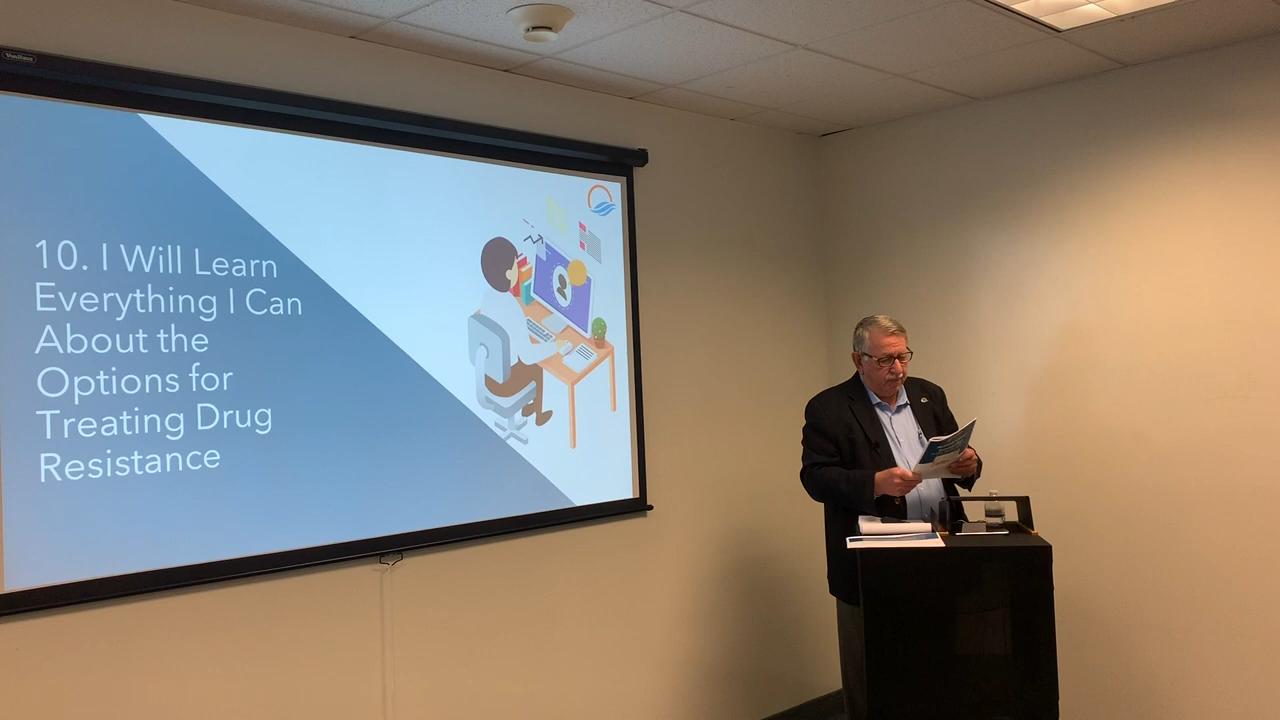 10. I Will Learn
Everything I Can
About the
Options for
Treating Drug
Resistance